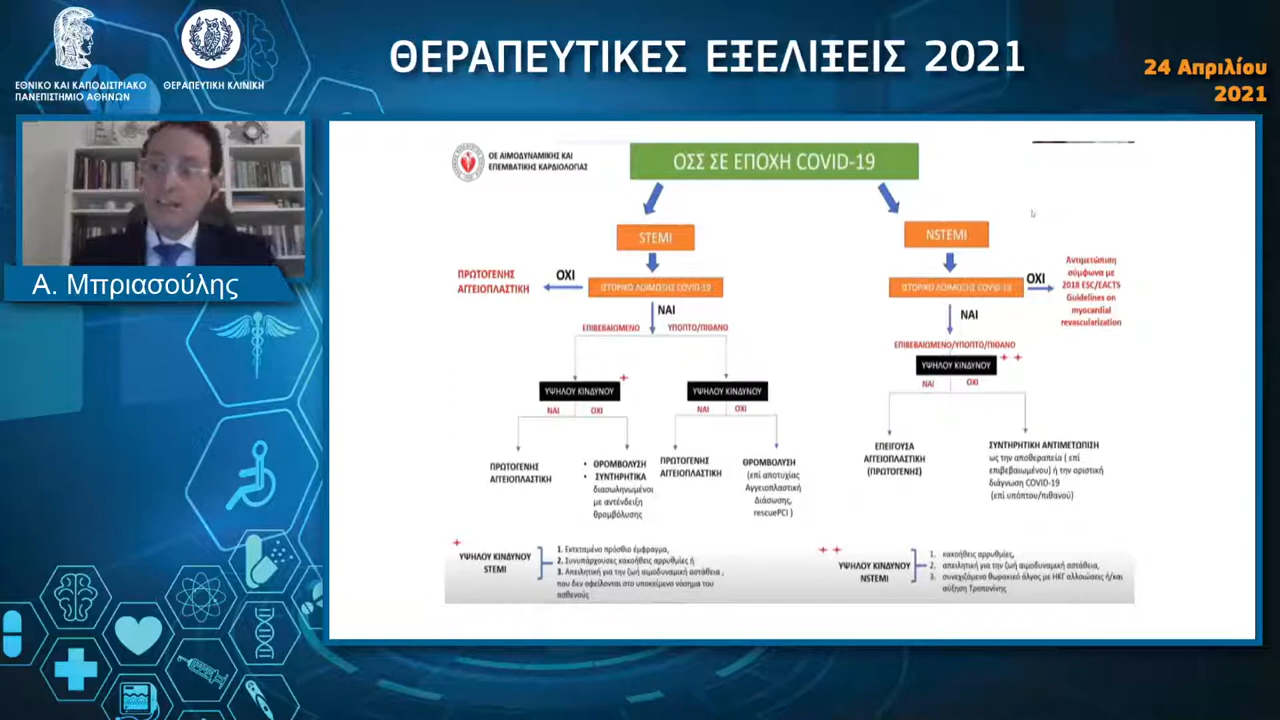 ΕΘΝΙΚΟ ΚΑΙ ΚΑΠΟΔΙΣΤΡΙΑΚΟ
ΠΑΝΕΠΙΣΤΗΜΙΟ ΑΘΗΝΩΝ
ΘΕΡΑΠΕΥΤΙΚΗ ΚΛΙΝΙΚΗ
ΘΕΡΑΠΕΥΤΙΚΕΣ ΕΞΕΛΙΞΕΙΣ 2021
24 Απριλίου
2021
Α. Μπριασούλης
ΟΕ ΑΙΜΟΔΥΝΑΜΙΚΗΣ ΚΑΙ
ΕΠΕΜΒΑΤΙΚΗΣ ΚΑΡΔΙΟΛΟΓΙΑΣ
ΟΣΣ ΣΕ ΕΠΟΧΗ COVID-19
STEMI
ΠΡΩΤΟΓΕΝΗΣ
ΑΓΓΕΙΟΠΛΑΣΤΙΚΗ
ΟΧΙ
ΙΣΤΟΡΙΚΟ ΛΟΙΜΩΞΗΣ COVID-19
ΝΑΙ
ΕΠΙΒΕΒΑΙΩΜΕΝΟ
ΥΠΟΠΤΟ/ΠΙΘΑΝΟ
ΥΨΗΛΟΥ ΚΙΝΔΥΝΟΥ +
ΝΑΙ ΟΧΙ
ΥΨΗΛΟΥ ΚΙΝΔΥΝΟΥ
ΝΑΙ ΟΧΙ
ΠΡΩΤΟΓΕΝΗΣ
ΑΓΓΕΙΟΠΛΑΣΤΙΚΗ
• ΘΡΟΜΒΟΛΥΣΗ
• ΣΥΝΤΗΡΗΤΙΚΑ
διασωληνωμένοι
με αντένδειξη
θρομβόλυσης
ΠΡΩΤΟΓΕΝΗΣ
ΑΓΓΕΙΟΠΛΑΣΤΙΚΗ
ΘΡΟΜΒΟΛΥΣΗ
(επί αποτυχίας
Αγγειοπλαστική
Διάσωσης,
rescuePCI )
NSTEMI
ΙΣΤΟΡΙΚΟ ΛΟΙΜΩΞΗΣ COVID-19
ΟΧΙ
Αντιμετώπιση
σύμφωνα με
2018 ESC/EACTS
Guidelines on
myocardial
revascularization
ΝΑΙ
ΕΠΙΒΕΒΑΙΩΜΕΝΟ/ΥΠΟΠΤΟ/ΠΙΘΑΝΟ
ΥΨΗΛΟΥ ΚΙΝΔΥΝΟΥ + +
ΝΑΙ ΟΧΙ
ΕΠΕΙΓΟΥΣΑ
ΑΓΓΕΙΟΠΛΑΣΤΙΚΗ
(ΠΡΩΤΟΓΕΝΗΣ)
ΣΥΝΤΗΡΗΤΙΚΗ ΑΝΤΙΜΕΤΩΠΙΣΗ
ως την αποθεραπεία ( επί
επιβεβαιωμένου) ή την οριστική
διάγνωση COVID-19
(επί υπόπτου/πιθανού)
+
ΥΨΗΛΟΥ ΚΙΝΔΥΝΟΥ
STEMI
1. Εκτεταμένο πρόσθιο έμφραγμα,
2. Συνυπάρχουσες κακοήθεις αρρυθμίες ή
3. Απειλητική για την ζωή αιμοδυναμική αστάθεια ,
που δεν οφείλονται στο υποκείμενο νόσημα του
ασθενούς
+ +
ΥΨΗΛΟΥ ΚΙΝΔΥΝΟΥ
NSTEMI
1. κακοήθεις αρρυθμίες,
2. απειλητική για την ζωή αιμοδυναμική αστάθεια,
3. συνεχιζόμενο θωρακικό άλγος με ΗΚΓ αλλοιώσεις ή/και
αύξηση Τροπονίνης